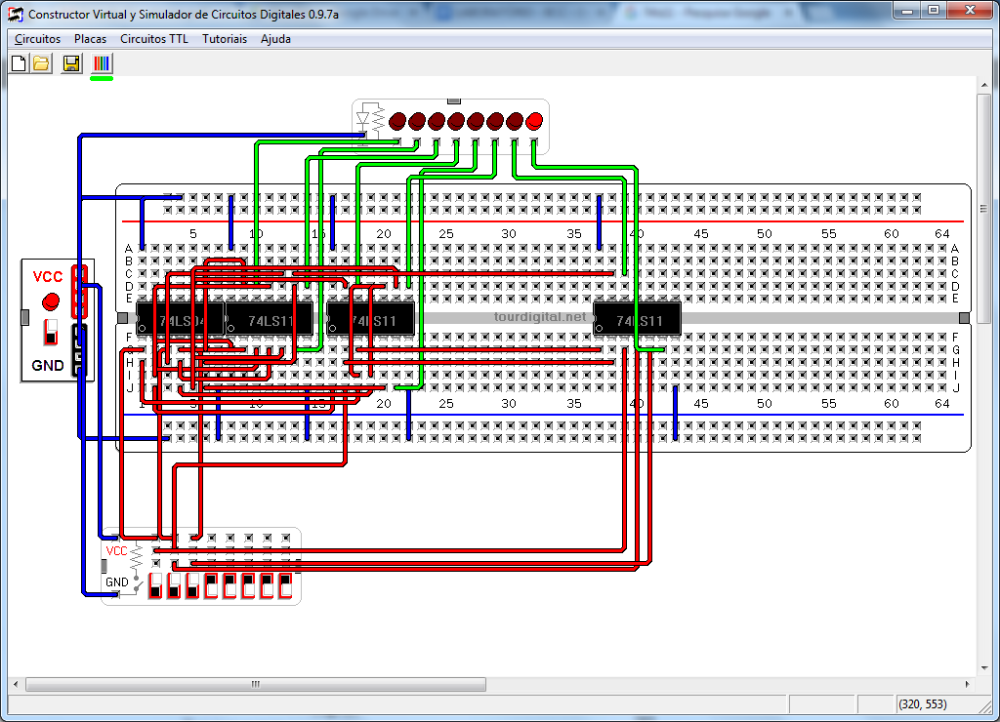 Constructor Virtual y Simulador de Circuitos Digitales 0.9.7a
Circuitos Placas Circuitos TTL Tutoriais Ajuda
5 10 15 20 25 30 35 40 45 50 55 60 64
A A
B B
C C
D D
E E
VCC
74LS04 74LS11 74LS11 74LS11
tourdigital.net
F F
G G
GND
H H
I I
J J
1 5 10 15 20 25 30 35 40 45 50 55 60 64
VCC
GND
(320, 553)